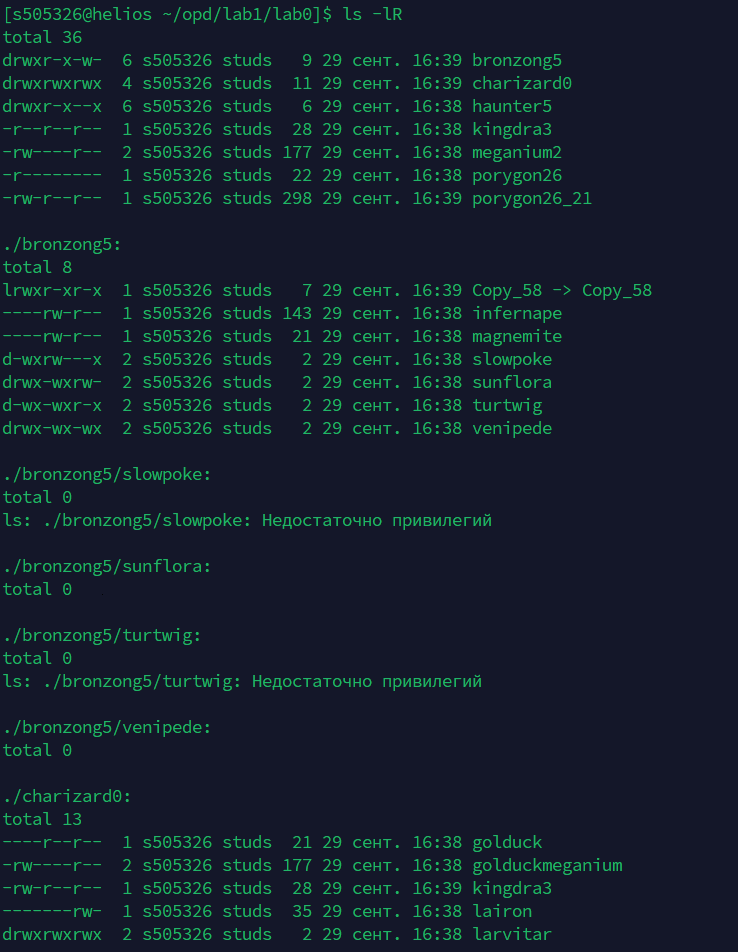 [s505326@helios ~/opd/lab1/lab0]$ ls -lR
total 36
drwxr-x-w-  6 s505326 studs   9 29 сент. 16:39 bronzong5
drwxrwxrwx  4 s505326 studs  11 29 сент. 16:39 charizard0
drwxr-x--x  6 s505326 studs   6 29 сент. 16:38 haunter5
-r--r--r--  1 s505326 studs  28 29 сент. 16:38 kingdra3
-rw----r--  2 s505326 studs 177 29 сент. 16:38 meganium2
-r--------  1 s505326 studs  22 29 сент. 16:38 porygon26
-rw-r--r--  1 s505326 studs 298 29 сент. 16:39 porygon26_21

./bronzong5:
total 8
lrwxr-xr-x  1 s505326 studs   7 29 сент. 16:39 Copy_58 -> Copy_58
----rw-r--  1 s505326 studs 143 29 сент. 16:38 infernape
----rw-r--  1 s505326 studs  21 29 сент. 16:38 magnemite
d-wxrw---x  2 s505326 studs   2 29 сент. 16:38 slowpoke
drwx-wxrw-  2 s505326 studs   2 29 сент. 16:38 sunflora
d-wx-wxr-x  2 s505326 studs   2 29 сент. 16:38 turtwig
drwx-wx-wx  2 s505326 studs   2 29 сент. 16:38 venipede

./bronzong5/slowpoke:
total 0
ls: ./bronzong5/slowpoke: Недостаточно привилегий

./bronzong5/sunflora:
total 0

./bronzong5/turtwig:
total 0
ls: ./bronzong5/turtwig: Недостаточно привилегий

./bronzong5/venipede:
total 0

./charizard0:
total 13
----r--r--  1 s505326 studs  21 29 сент. 16:38 golduck
-rw----r--  2 s505326 studs 177 29 сент. 16:38 golduckmeganium
-rw-r--r--  1 s505326 studs  28 29 сент. 16:39 kingdra3
-------rw-  1 s505326 studs  35 29 сент. 16:38 lairon
drwxrwxrwx  2 s505326 studs   2 29 сент. 16:38 larvitar